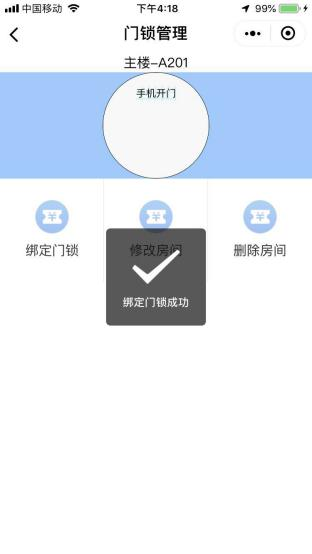 中国移动 下午4:18 99%
门锁管理
主楼-A201
手机开门
绑定门锁 修改房间 删除房间
绑定门锁成功